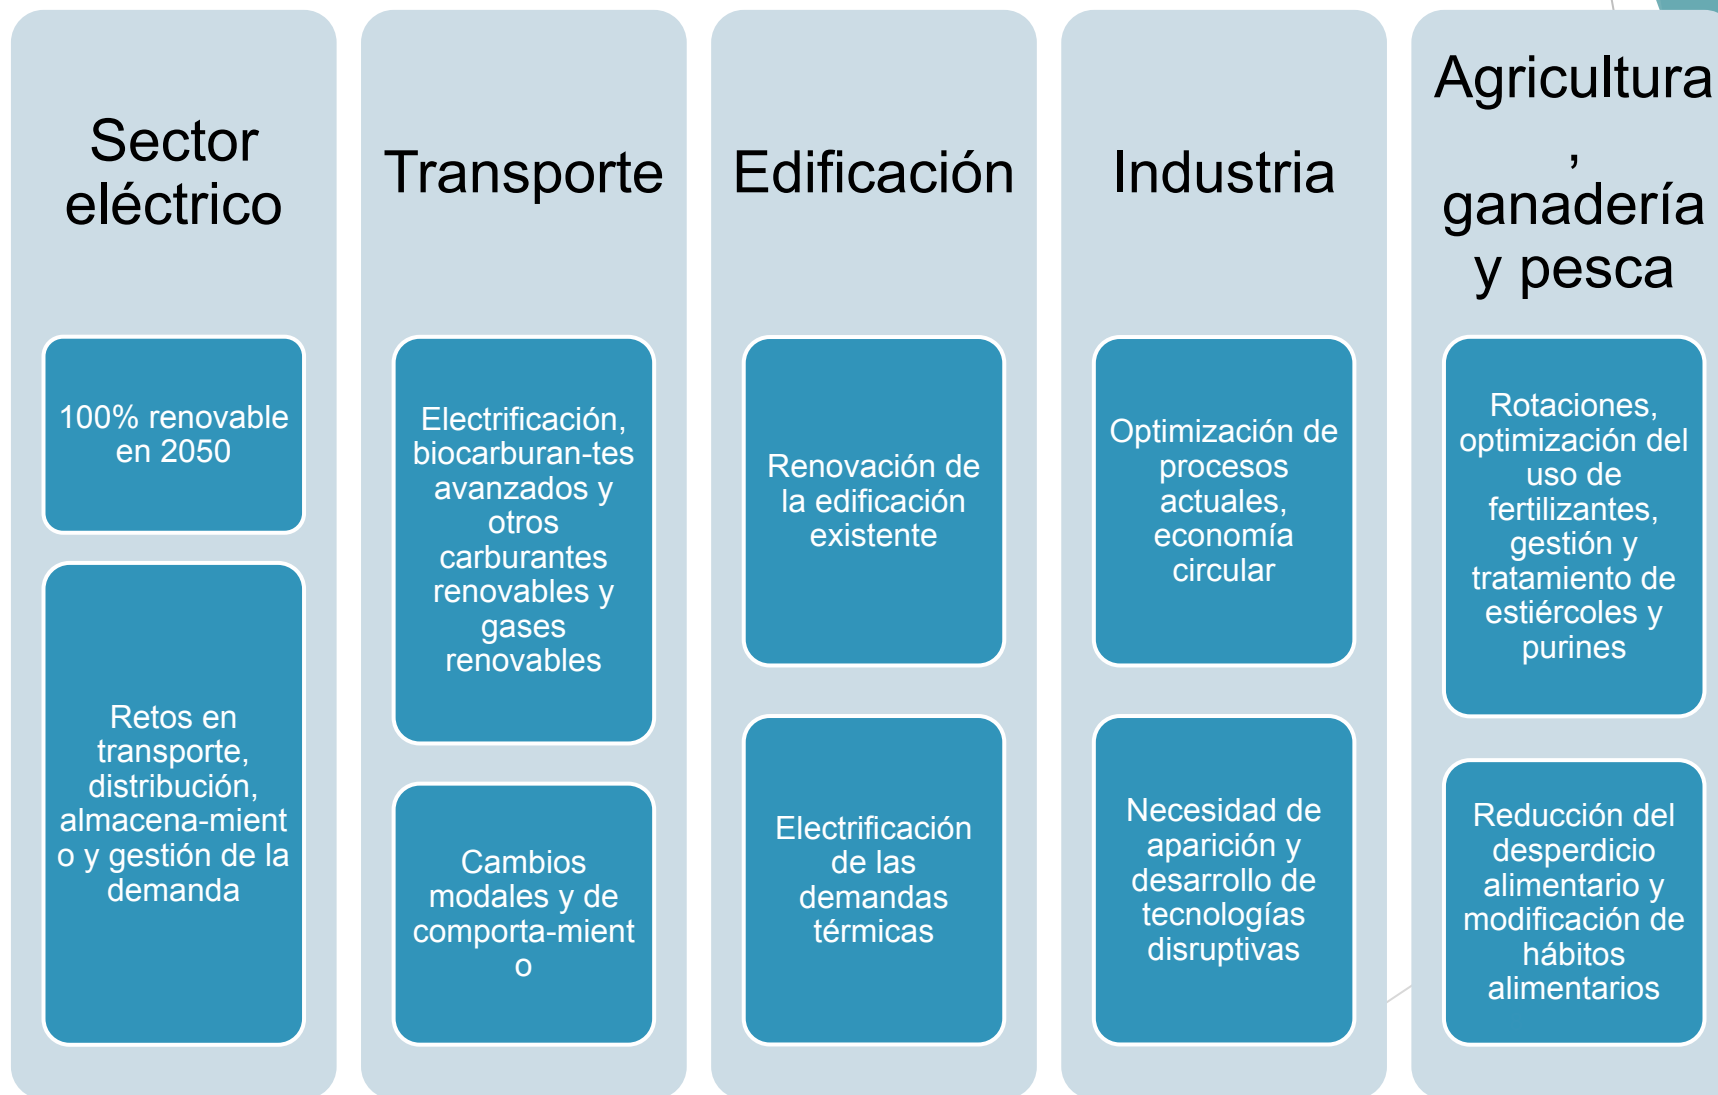 Sector
eléctrico
100% renovable
en 2050
Retos en
transporte,
distribución,
almacena-mient
o y gestión de la
demanda
Transporte
Electrificación,
biocarburan-tes
avanzados y
otros
carburantes
renovables y
gases
renovables
Cambios
modales y de
comporta-mient
o
Edificación
Renovación de
la edificación
existente
Electrificación
de las
demandas
térmicas
Industria
Optimización de
procesos
actuales,
economía
circular
Necesidad de
aparición y
desarrollo de
tecnologías
disruptivas
Agricultura
,
ganadería
y pesca
Rotaciones,
optimización del
uso de
fertilizantes,
gestión y
tratamiento de
estiércoles y
purines
Reducción del
desperdicio
alimentario y
modificación de
hábitos
alimentarios